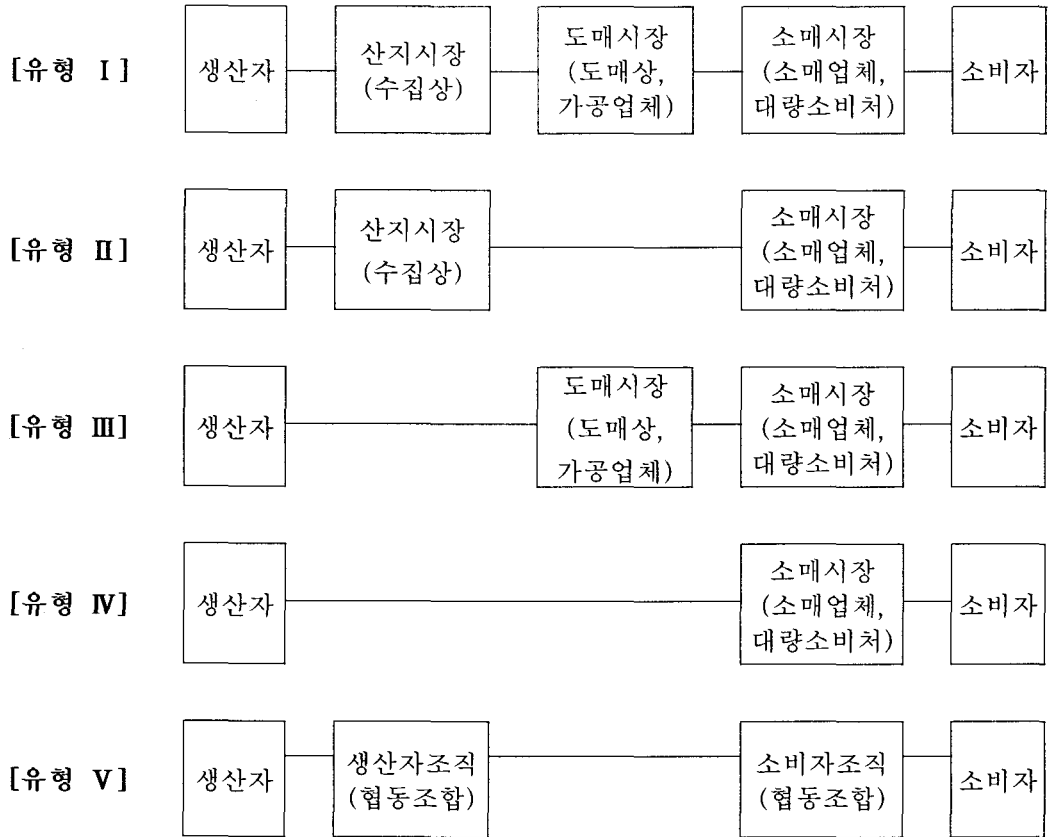 [유형 Ⅰ]
생산자
산지시장
(수집상)
도매시장
(도매상,
가공업체)
소매시장
(소매업체,
대량소비처)
소비자
[유형 Ⅱ]
생산자
산지시장
(수집상)
소매시장
(소매업체,
대량소비처)
소비자
[유형 Ⅲ]
생산자
도매시장
(도매상,
가공업체)
소매시장
(소매업체,
대량소비처)
소비자
[유형 Ⅳ]
생산자
소매시장
(소매업체,
대량소비처)
소비자
[유형 Ⅴ]
생산자
생산자조직
(협동조합)
소비자조직
(협동조합)
소비자